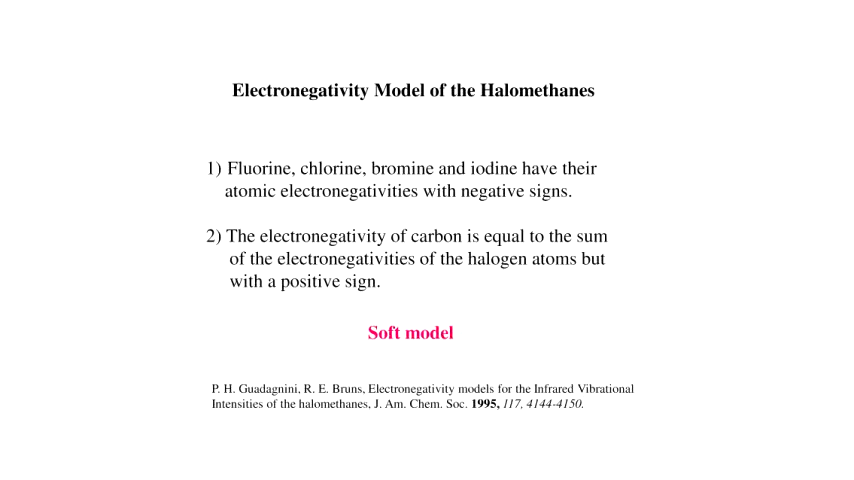 Electronegativity Model of the Halomethanes
1) Fluorine, chlorine, bromine and iodine have their
atomic electronegativities with negative signs.
2) The electronegativity of carbon is equal to the sum
of the electronegativities of the halogen atoms but
with a positive sign.
Soft model
P. H. Guadagnini, R. E. Bruns, Electronegativity models for the Infrared Vibrational
Intensities of the halomethanes, J. Am. Chem. Soc. 1995, 117, 4144-4150.